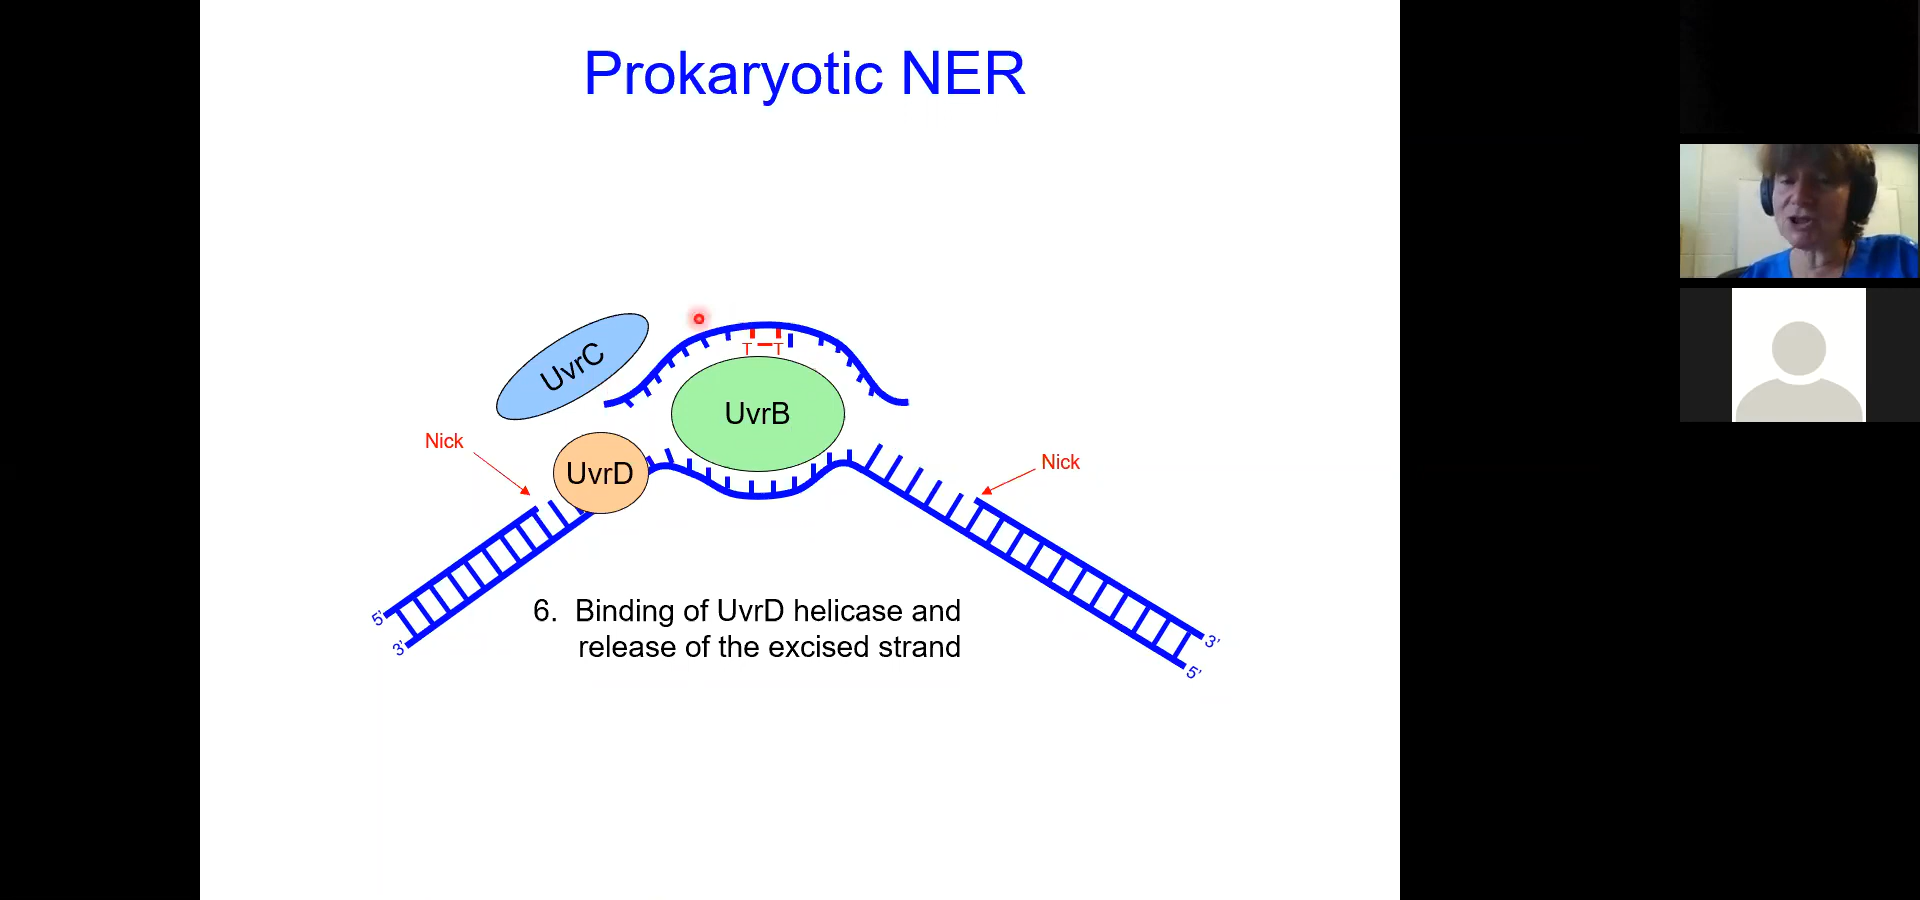 Prokaryotic NER
UvrC
T T
UvrB
Nick
UvrD
Nick
5’
3’
6. Binding of UvrD helicase and
release of the excised strand
3’
5’